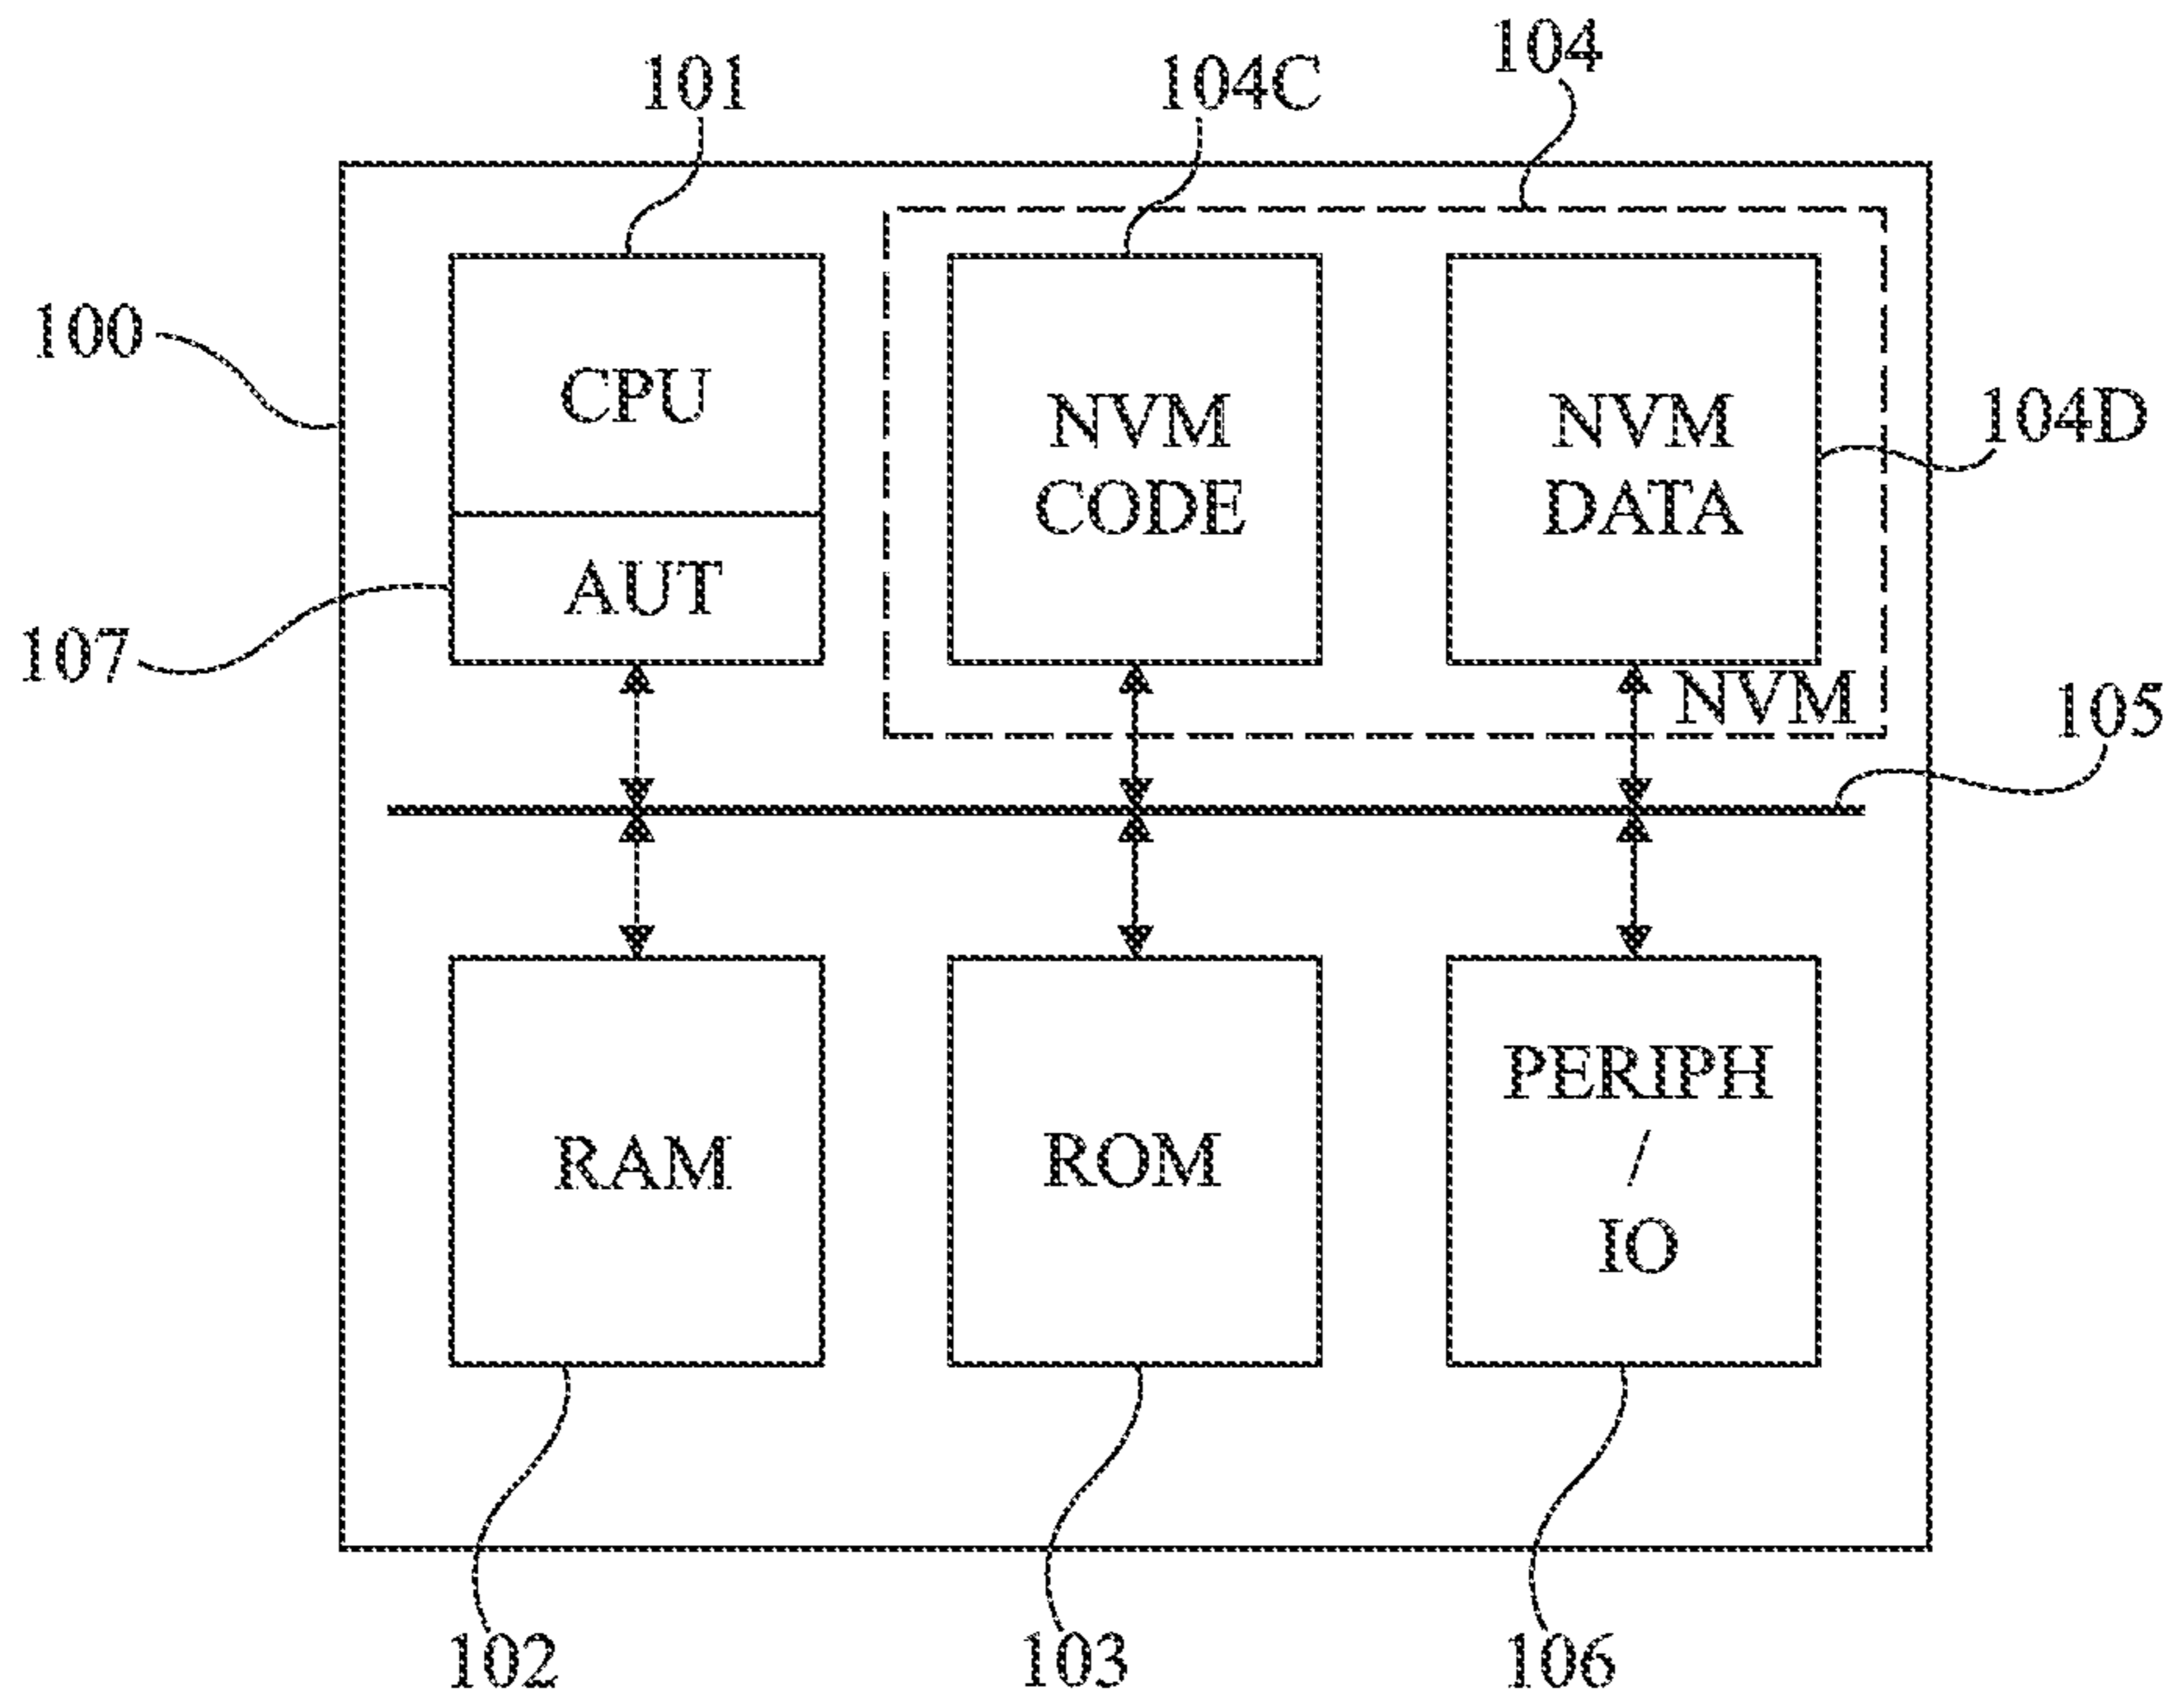 104
101
104C
100
CPU
NVM
CODE
NVM
DATA
104D
AUT
107
NVM
105
RAM
ROM
PERIPH
/
IO
102
103
106